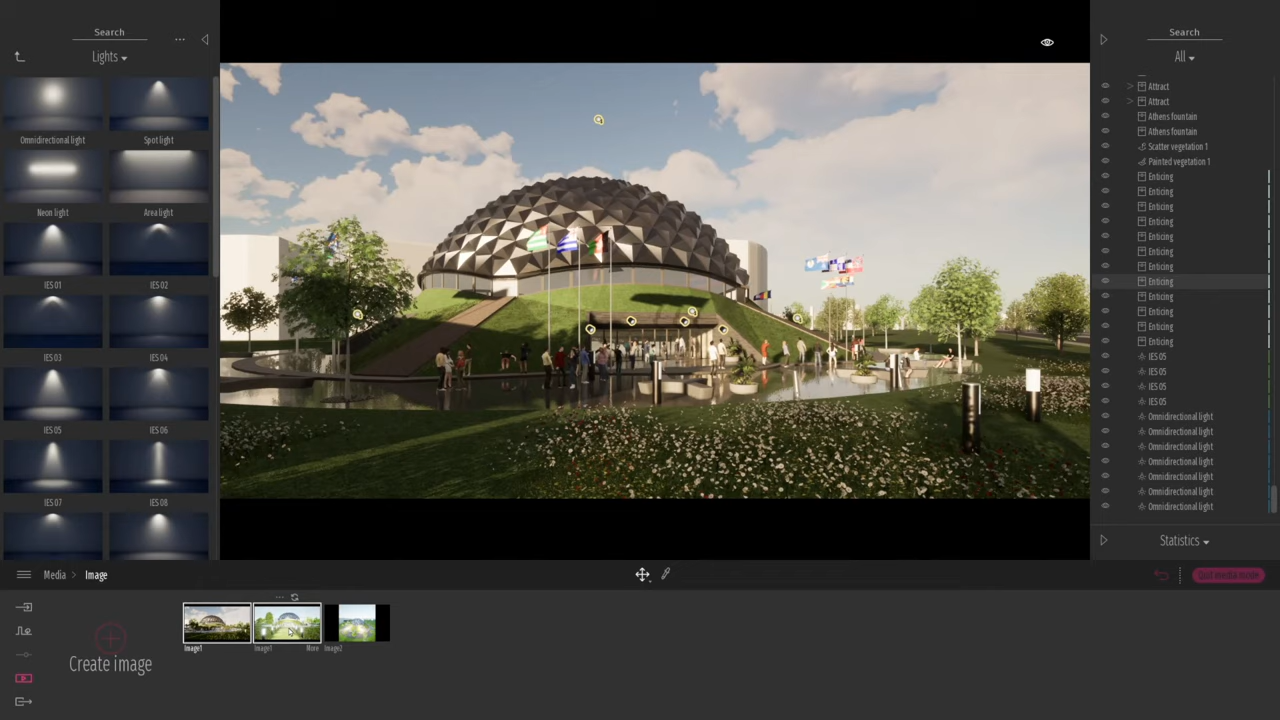 Search
Lights
Omnidirectional light
Spot light
Neon light
Area light
IES 01
IES 02
IES 03
IES 04
IES 05
IES 06
IES 07
IES 08
Search
All
Attract
Attract
Athens fountain
Athens fountain
Scatter vegetation 1
Painted vegetation 1
Enticing
Enticing
Enticing
Enticing
Enticing
Enticing
Enticing
Enticing
Enticing
Enticing
Enticing
Enticing
IES 05
IES 05
IES 05
IES 05
Omnidirectional light
Omnidirectional light
Omnidirectional light
Omnidirectional light
Omnidirectional light
Omnidirectional light
Omnidirectional light
Statistics
Media > Image
Quit media mode
Create image
Image1
Image1 More
Image2